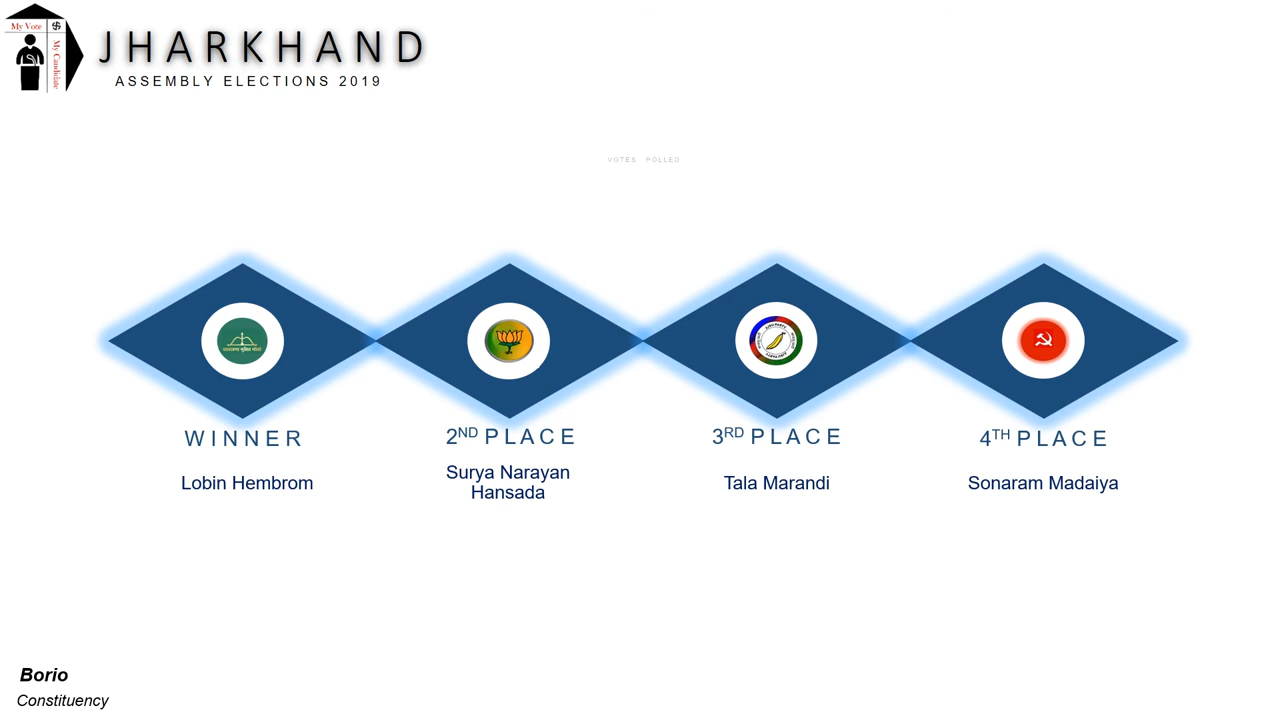 My Vote
My Candidate
JHARKHAND
ASSEMBLY ELECTIONS 2019
VOTES POLLED
WINNER
2ND PLACE
3RD PLACE
4TH PLACE
Lobin Hembrom
Surya Narayan
Hansada
Tala Marandi
Sonaram Madaiya
Borio
Constituency